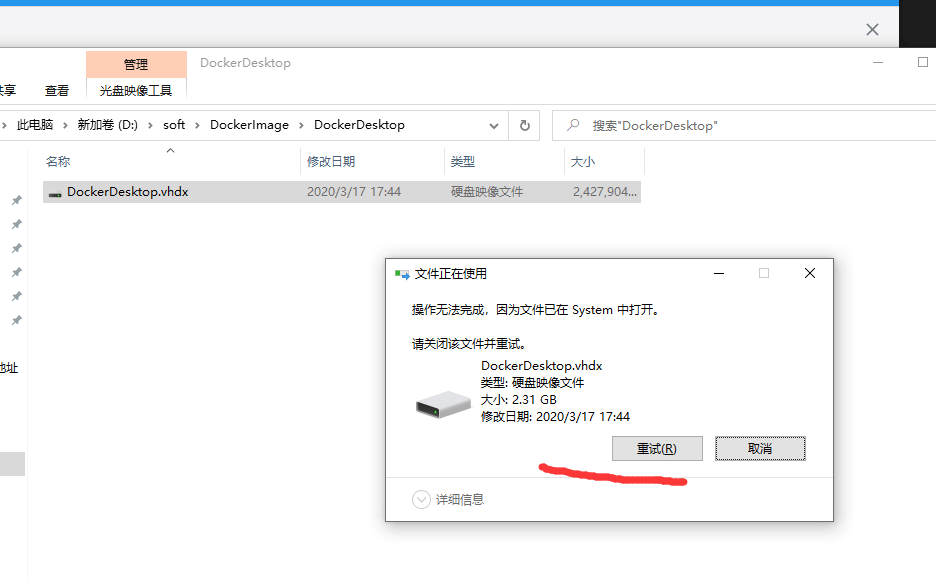 管理
DockerDesktop
共享
查看
光盘映像工具
此电脑 新加卷 (D:) soft DockerImage DockerDesktop
搜索"DockerDesktop"
名称 修改日期 类型 大小
DockerDesktop.vhdx 2020/3/17 17:44 硬盘映像文件 2,427,904...
文件正在使用
操作无法完成，因为文件已在 System 中打开。
请关闭该文件并重试。
DockerDesktop.vhdx
类型: 硬盘映像文件
大小: 2.31 GB
修改日期: 2020/3/17 17:44
重试(R) 取消
地址
详细信息